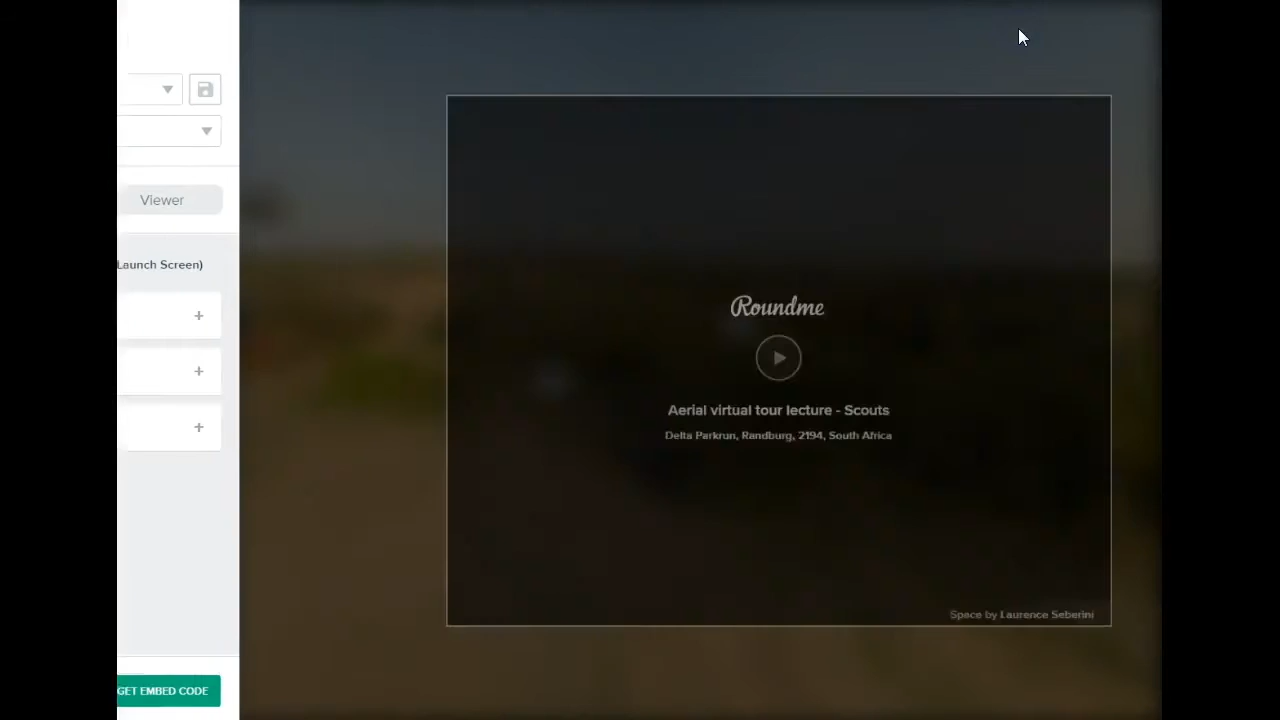 Viewer
Launch Screen)
+
+
+
Roundme
Aerial virtual tour lecture - Scouts
Delta Parkrun, Randburg, 2194, South Africa
Space by Laurence Seberini
GET EMBED CODE